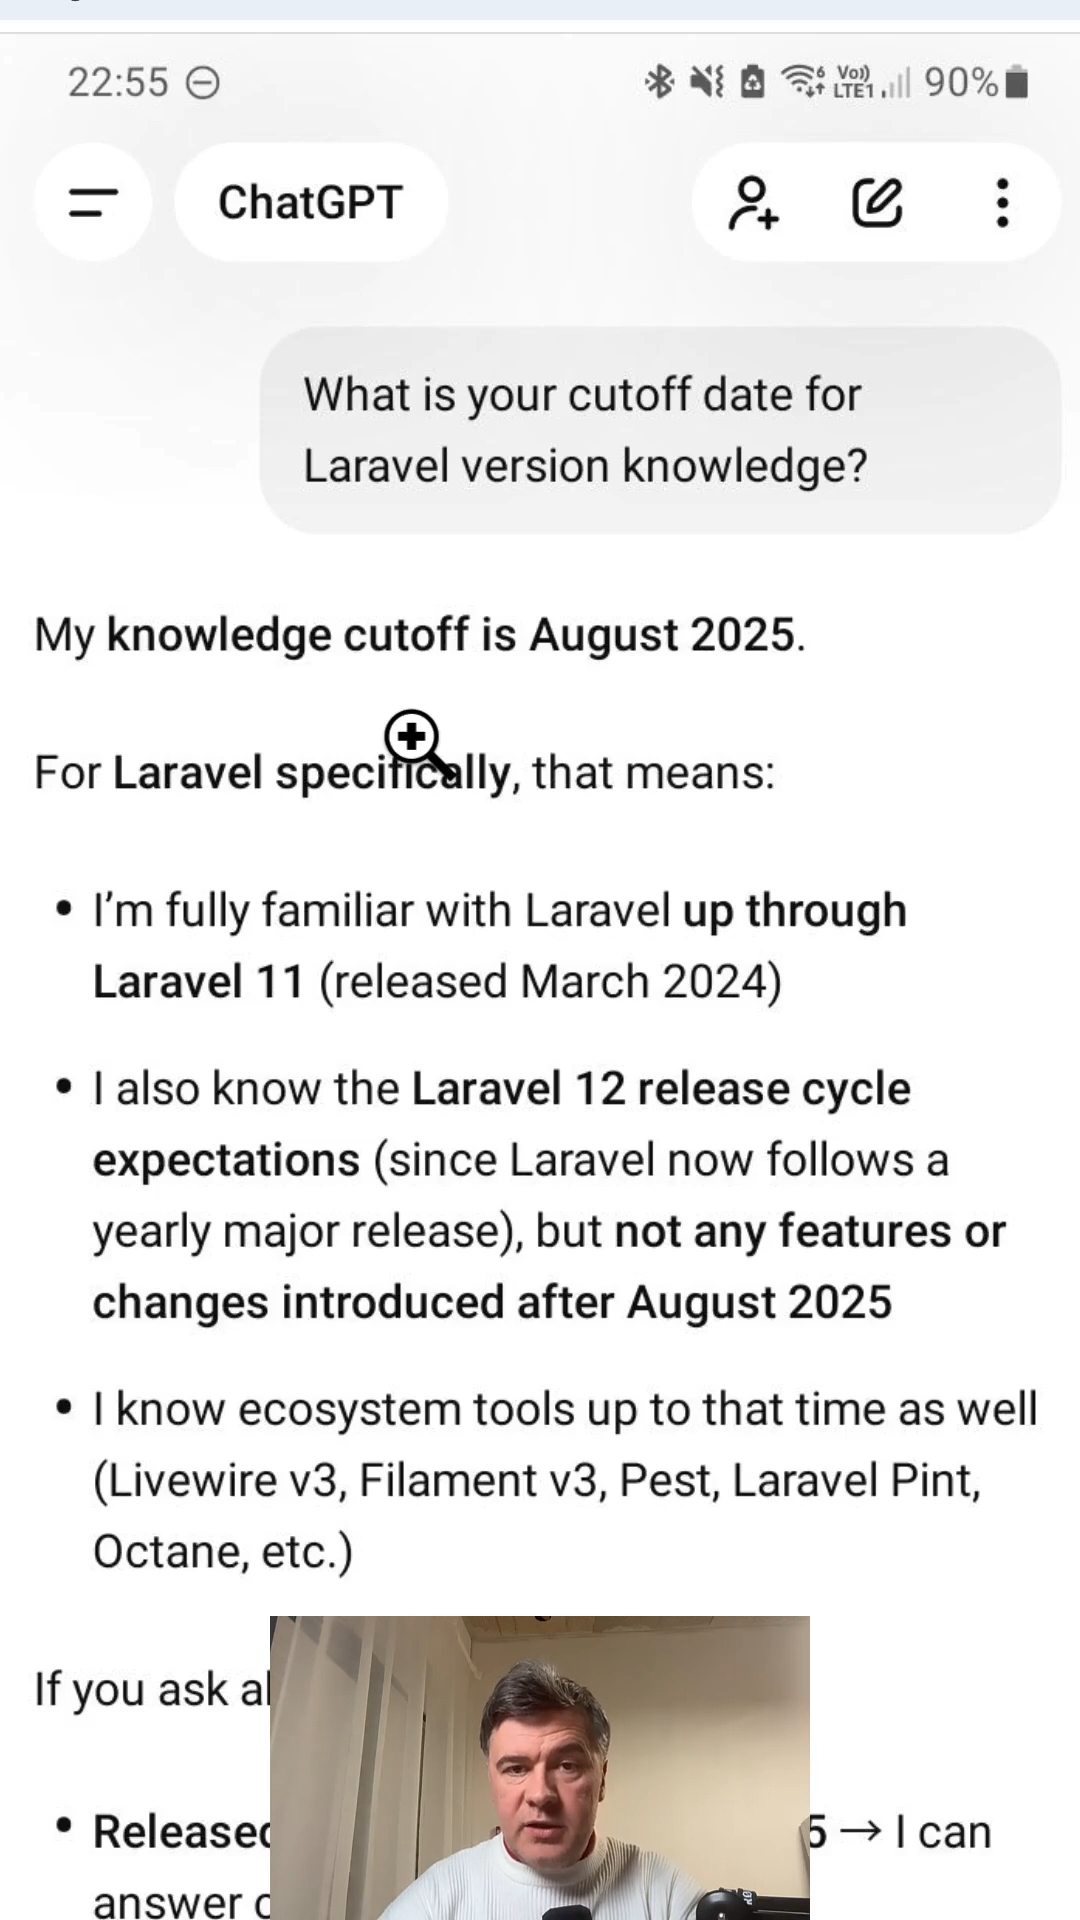 22:55
Vo))
LTE1
6
90%
ChatGPT
What is your cutoff date for
Laravel version knowledge?
My knowledge cutoff is August 2025.
For Laravel specifically, that means:
• I'm fully familiar with Laravel up through
Laravel 11 (released March 2024)
• I also know the Laravel 12 release cycle
expectations (since Laravel now follows a
yearly major release), but not any features or
changes introduced after August 2025
• I know ecosystem tools up to that time as well
(Livewire v3, Filament v3, Pest, Laravel Pint,
Octane, etc.)
If you ask
• Released 5 → I can
answer